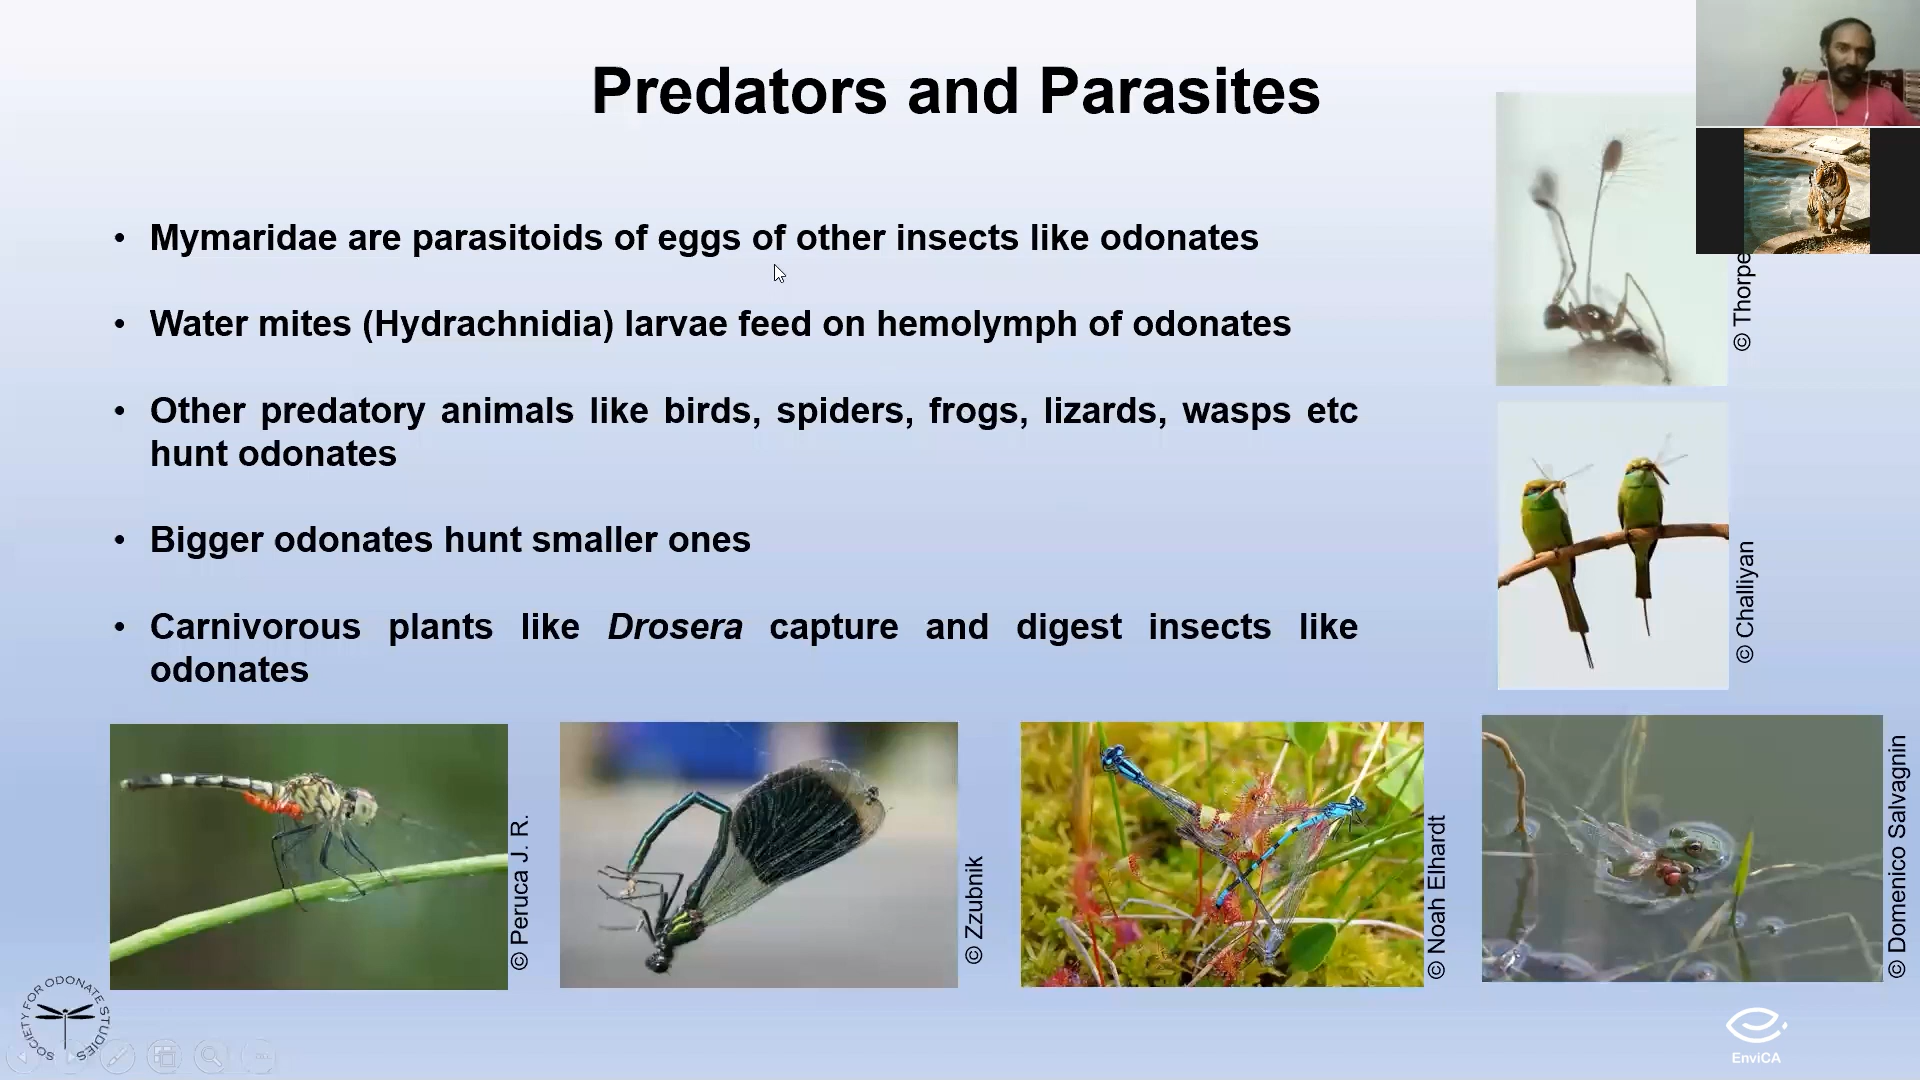 Predators and Parasites
• Mymaridae are parasitoids of eggs of other insects like odonates
• Water mites (Hydrachnidia) larvae feed on hemolymph of odonates
• Other predatory animals like birds, spiders, frogs, lizards, wasps etc
hunt odonates
• Bigger odonates hunt smaller ones
• Carnivorous plants like Drosera capture and digest insects like
odonates
© Thorpe
© Challiyan
© Peruca J. R.
© Zzubnik
© Noah Elhardt
© Domenico Salvagnin
SOCIETY FOR ODONATE STUDIES
EnviCA